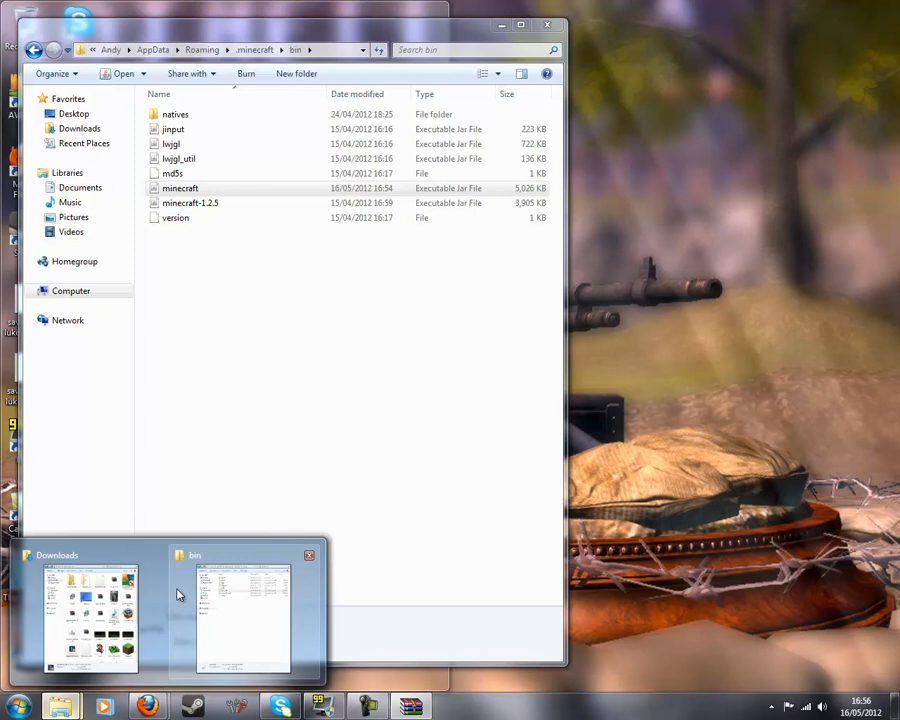 Andy AppData Roaming .minecraft bin Search bin
Organize Open Share with Burn New folder
Name Date modified Type Size
Favorites
Desktop
Downloads
Recent Places
Libraries
Documents
Music
Pictures
Videos
Homegroup
Computer
Network
natives 24/04/2012 18:25 File folder
jinput 15/04/2012 16:16 Executable Jar File 223 KB
lwjgl 15/04/2012 16:16 Executable Jar File 722 KB
lwjgl_util 15/04/2012 16:16 Executable Jar File 136 KB
md5s 15/04/2012 16:17 File 1 KB
minecraft 16/05/2012 16:54 Executable Jar File 5,026 KB
minecraft-1.2.5 15/04/2012 16:59 Executable Jar File 3,905 KB
version 15/04/2012 16:17 File 1 KB
Downloads bin
99
16:56
16/05/2012